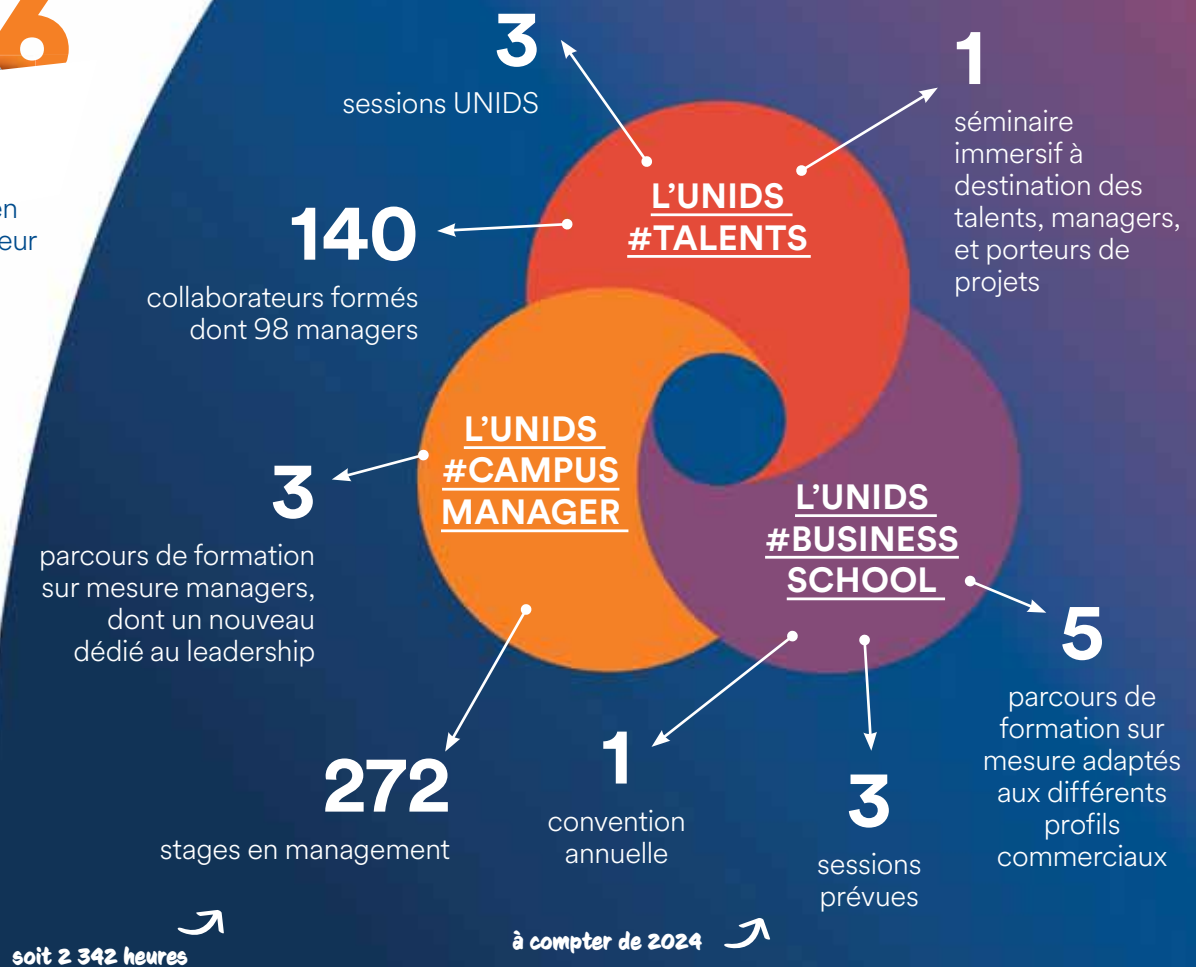 6
en
eur
3
sessions UNIDS
1
séminaire
immersif à
destination des
talents, managers,
et porteurs de
projets
140
collaborateurs formés
dont 98 managers
L'UNIDS
#TALENTS
L'UNIDS
#CAMPUS
MANAGER
3
parcours de formation
sur mesure managers,
dont un nouveau
dédié au leadership
272
stages en management
soit 2 342 heures
L'UNIDS
#BUSINESS
SCHOOL
1
convention
annuelle
3
sessions
prévues
à compter de 2024
5
parcours de
formation sur
mesure adaptés
aux différents
profils
commerciaux